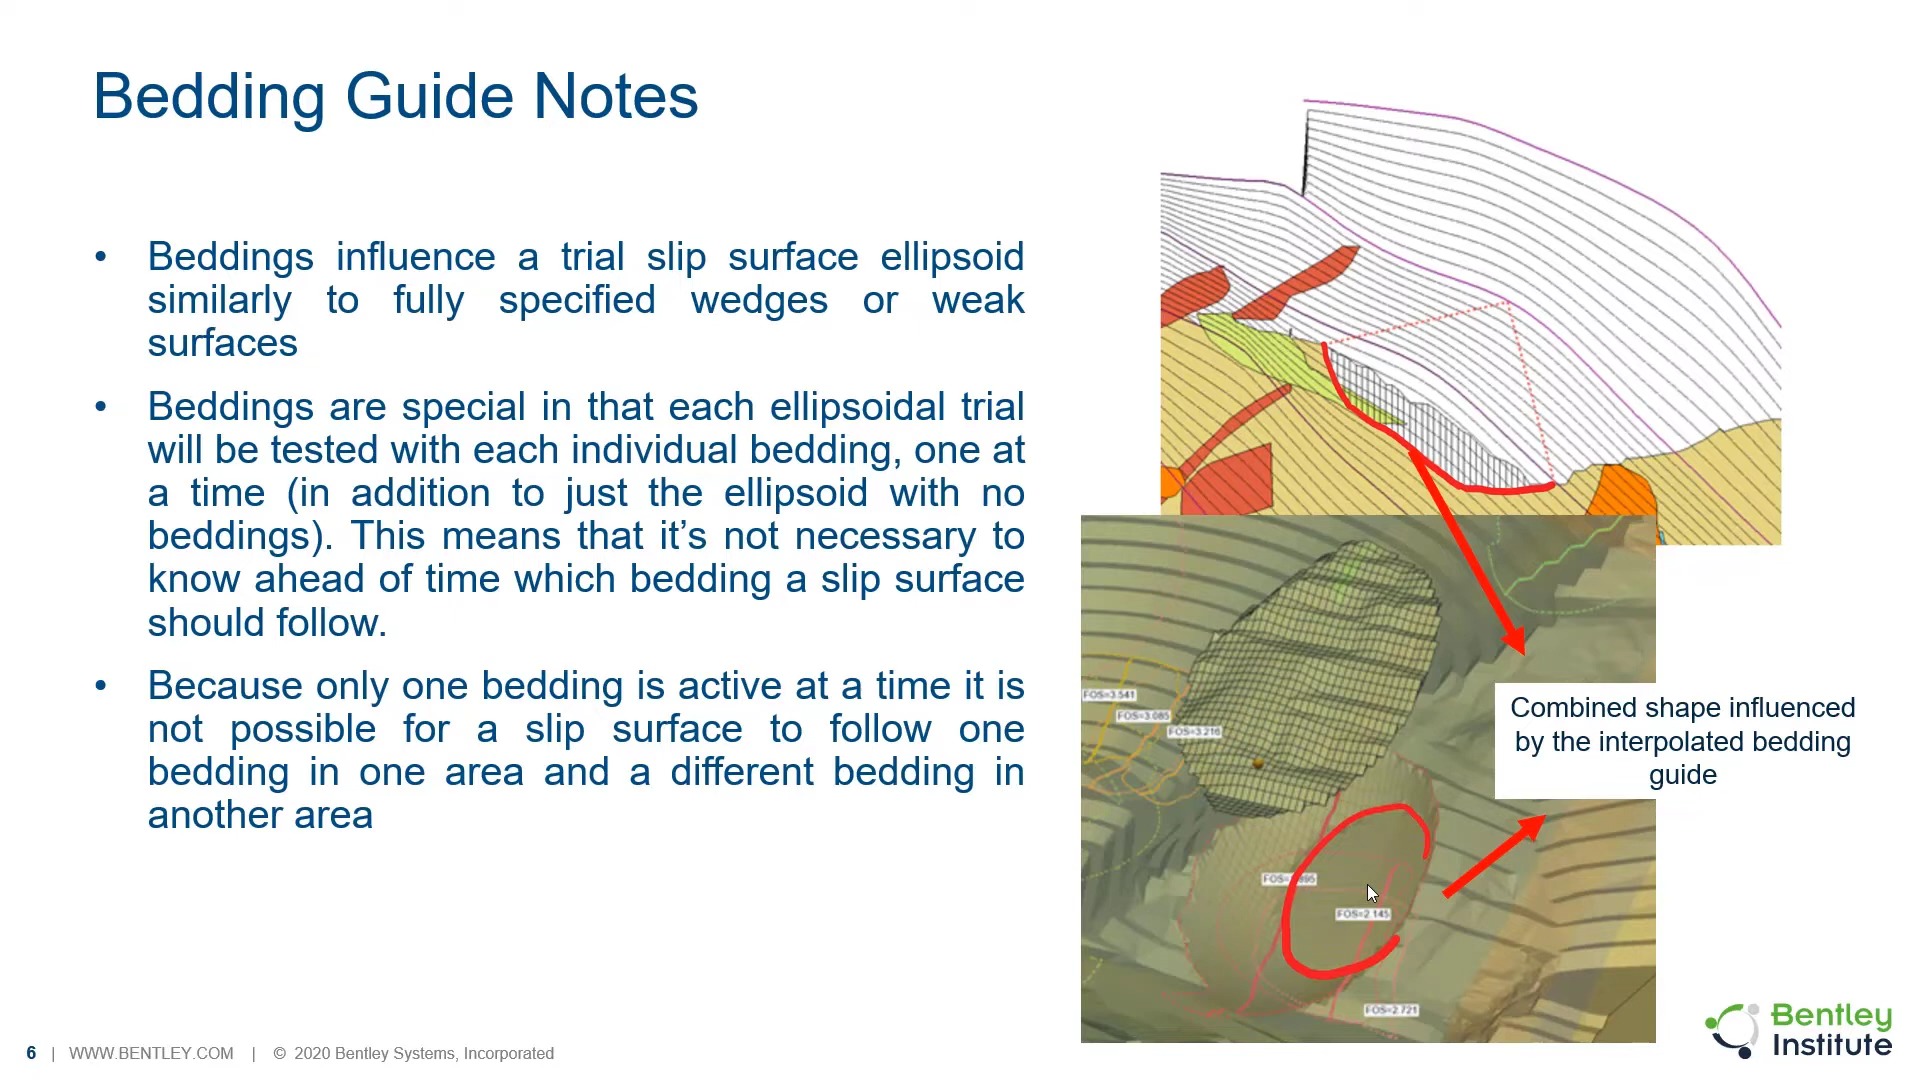 Bedding Guide Notes
• Beddings influence a trial slip surface ellipsoid
similarly to fully specified wedges or weak
surfaces
• Beddings are special in that each ellipsoidal trial
will be tested with each individual bedding, one at
a time (in addition to just the ellipsoid with no
beddings). This means that it’s not necessary to
know ahead of time which bedding a slip surface
should follow.
• Because only one bedding is active at a time it is
not possible for a slip surface to follow one
bedding in one area and a different bedding in
another area
FOS=3.541
FOS=3.085
FOS=3.216
Combined shape influenced
by the interpolated bedding
guide
FOS=2.145
FOS=2.721
6 | WWW.BENTLEY.COM | © 2020 Bentley Systems, Incorporated
Bentley
Institute